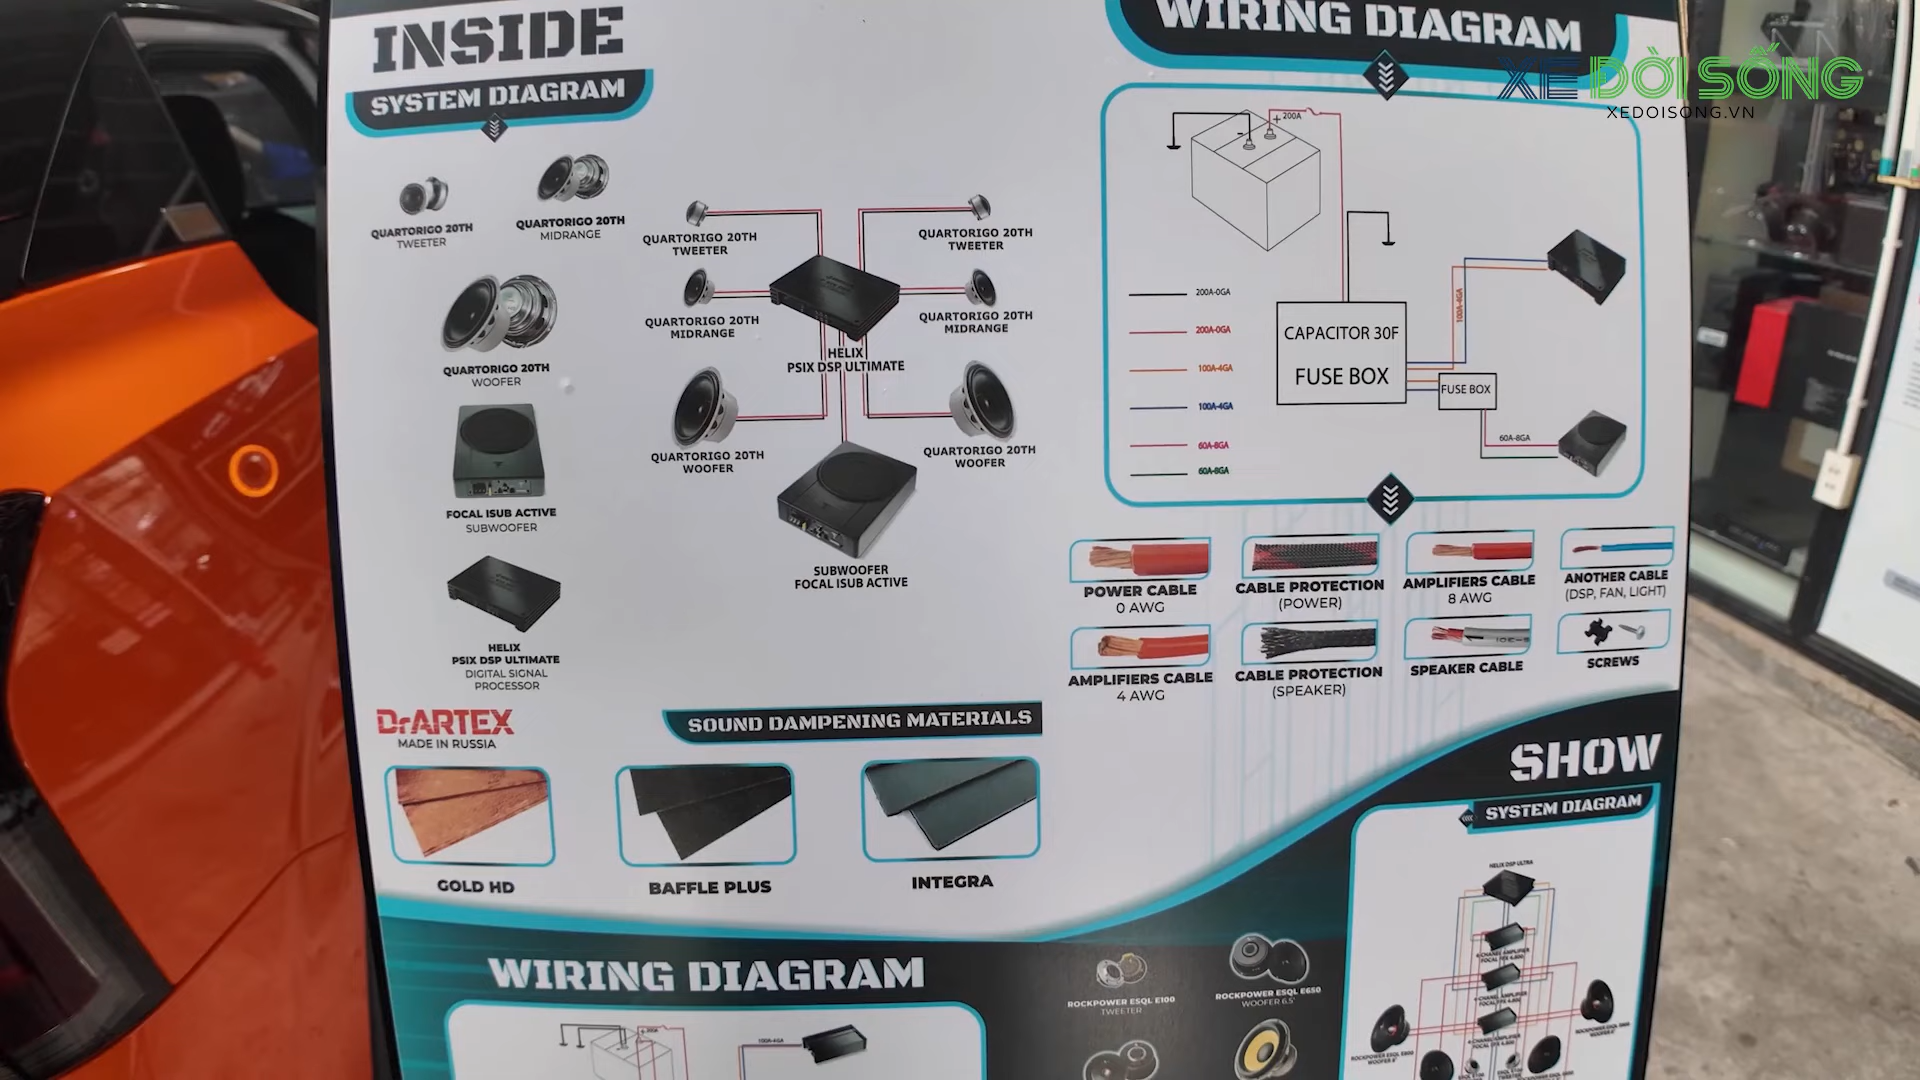 INSIDE
SYSTEM DIAGRAM
QUARTORIGO 20TH
TWEETER
QUARTORIGO 20TH
MIDRANGE
QUARTORIGO 20TH
WOOFER
FOCAL ISUB ACTIVE
SUBWOOFER
HELIX
PSIX DSP ULTIMATE
DIGITAL SIGNAL
PROCESSOR
QUARTORIGO 20TH
TWEETER
QUARTORIGO 20TH
TWEETER
QUARTORIGO 20TH
MIDRANGE
QUARTORIGO 20TH
MIDRANGE
HELIX
PSIX DSP ULTIMATE
QUARTORIGO 20TH
WOOFER
QUARTORIGO 20TH
WOOFER
SUBWOOFER
FOCAL ISUB ACTIVE
DrARTEX
MADE IN RUSSIA
SOUND DAMPENING MATERIALS
GOLD HD
BAFFLE PLUS
INTEGRA
WIRING DIAGRAM
XE ĐỜI SỐNG
XEDOISONG.VN
- + 200A
200A-0GA
200A-0GA
100A-4GA
100A-4GA
60A-8GA
60A-8GA
CAPACITOR 30F
FUSE BOX
100A-4GA
FUSE BOX
60A-8GA
POWER CABLE
0 AWG
CABLE PROTECTION
(POWER)
AMPLIFIERS CABLE
8 AWG
ANOTHER CABLE
(DSP, FAN, LIGHT)
AMPLIFIERS CABLE
4 AWG
CABLE PROTECTION
(SPEAKER)
SPEAKER CABLE
SCREWS
SHOW
SYSTEM DIAGRAM
HELIX DSP ULTRA
WIRING DIAGRAM
+ 200A
100A-4GA
ROCKPOWER ESQL E100
TWEETER
ROCKPOWER ESQL E650
WOOFER 6.5"